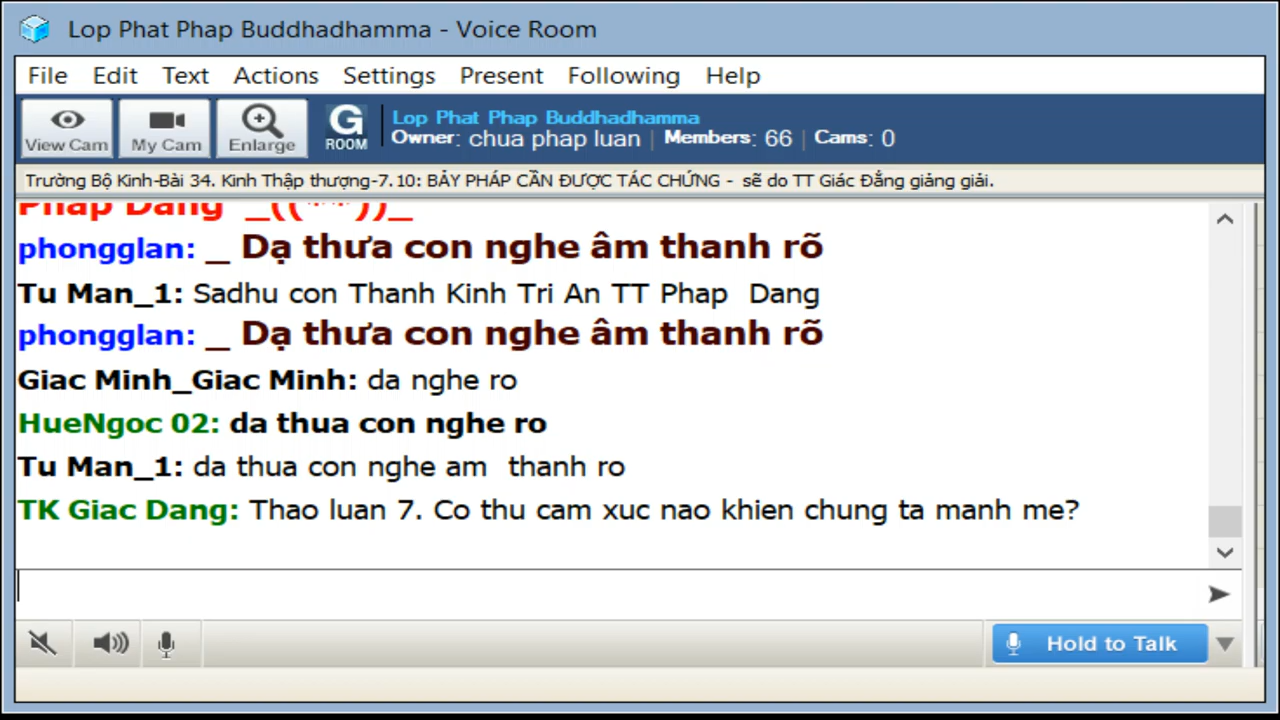 Lop Phat Phap Buddhadhamma - Voice Room
File Edit Text Actions Settings Present Following Help
View Cam My Cam Enlarge G ROOM
Lop Phat Phap Buddhadhamma
Owner: chua phap luan | Members: 66 | Cams: 0
Trường Bộ Kinh-Bài 34. Kinh Thập thượng-7.10: BẢY PHÁP CẦN ĐƯỢC TÁC CHỨNG - sẽ do TT Giác Đẳng giảng giải.
Phap Dang _((**))_
phongglan: _ Dạ thưa con nghe âm thanh rõ
Tu Man_1: Sadhu con Thanh Kinh Tri An TT Phap Dang
phongglan: _ Dạ thưa con nghe âm thanh rõ
Giac Minh_Giac Minh: da nghe ro
HueNgoc 02: da thua con nghe ro
Tu Man_1: da thua con nghe am thanh ro
TK Giac Dang: Thao luan 7. Co thu cam xuc nao khien chung ta manh me?
Hold to Talk